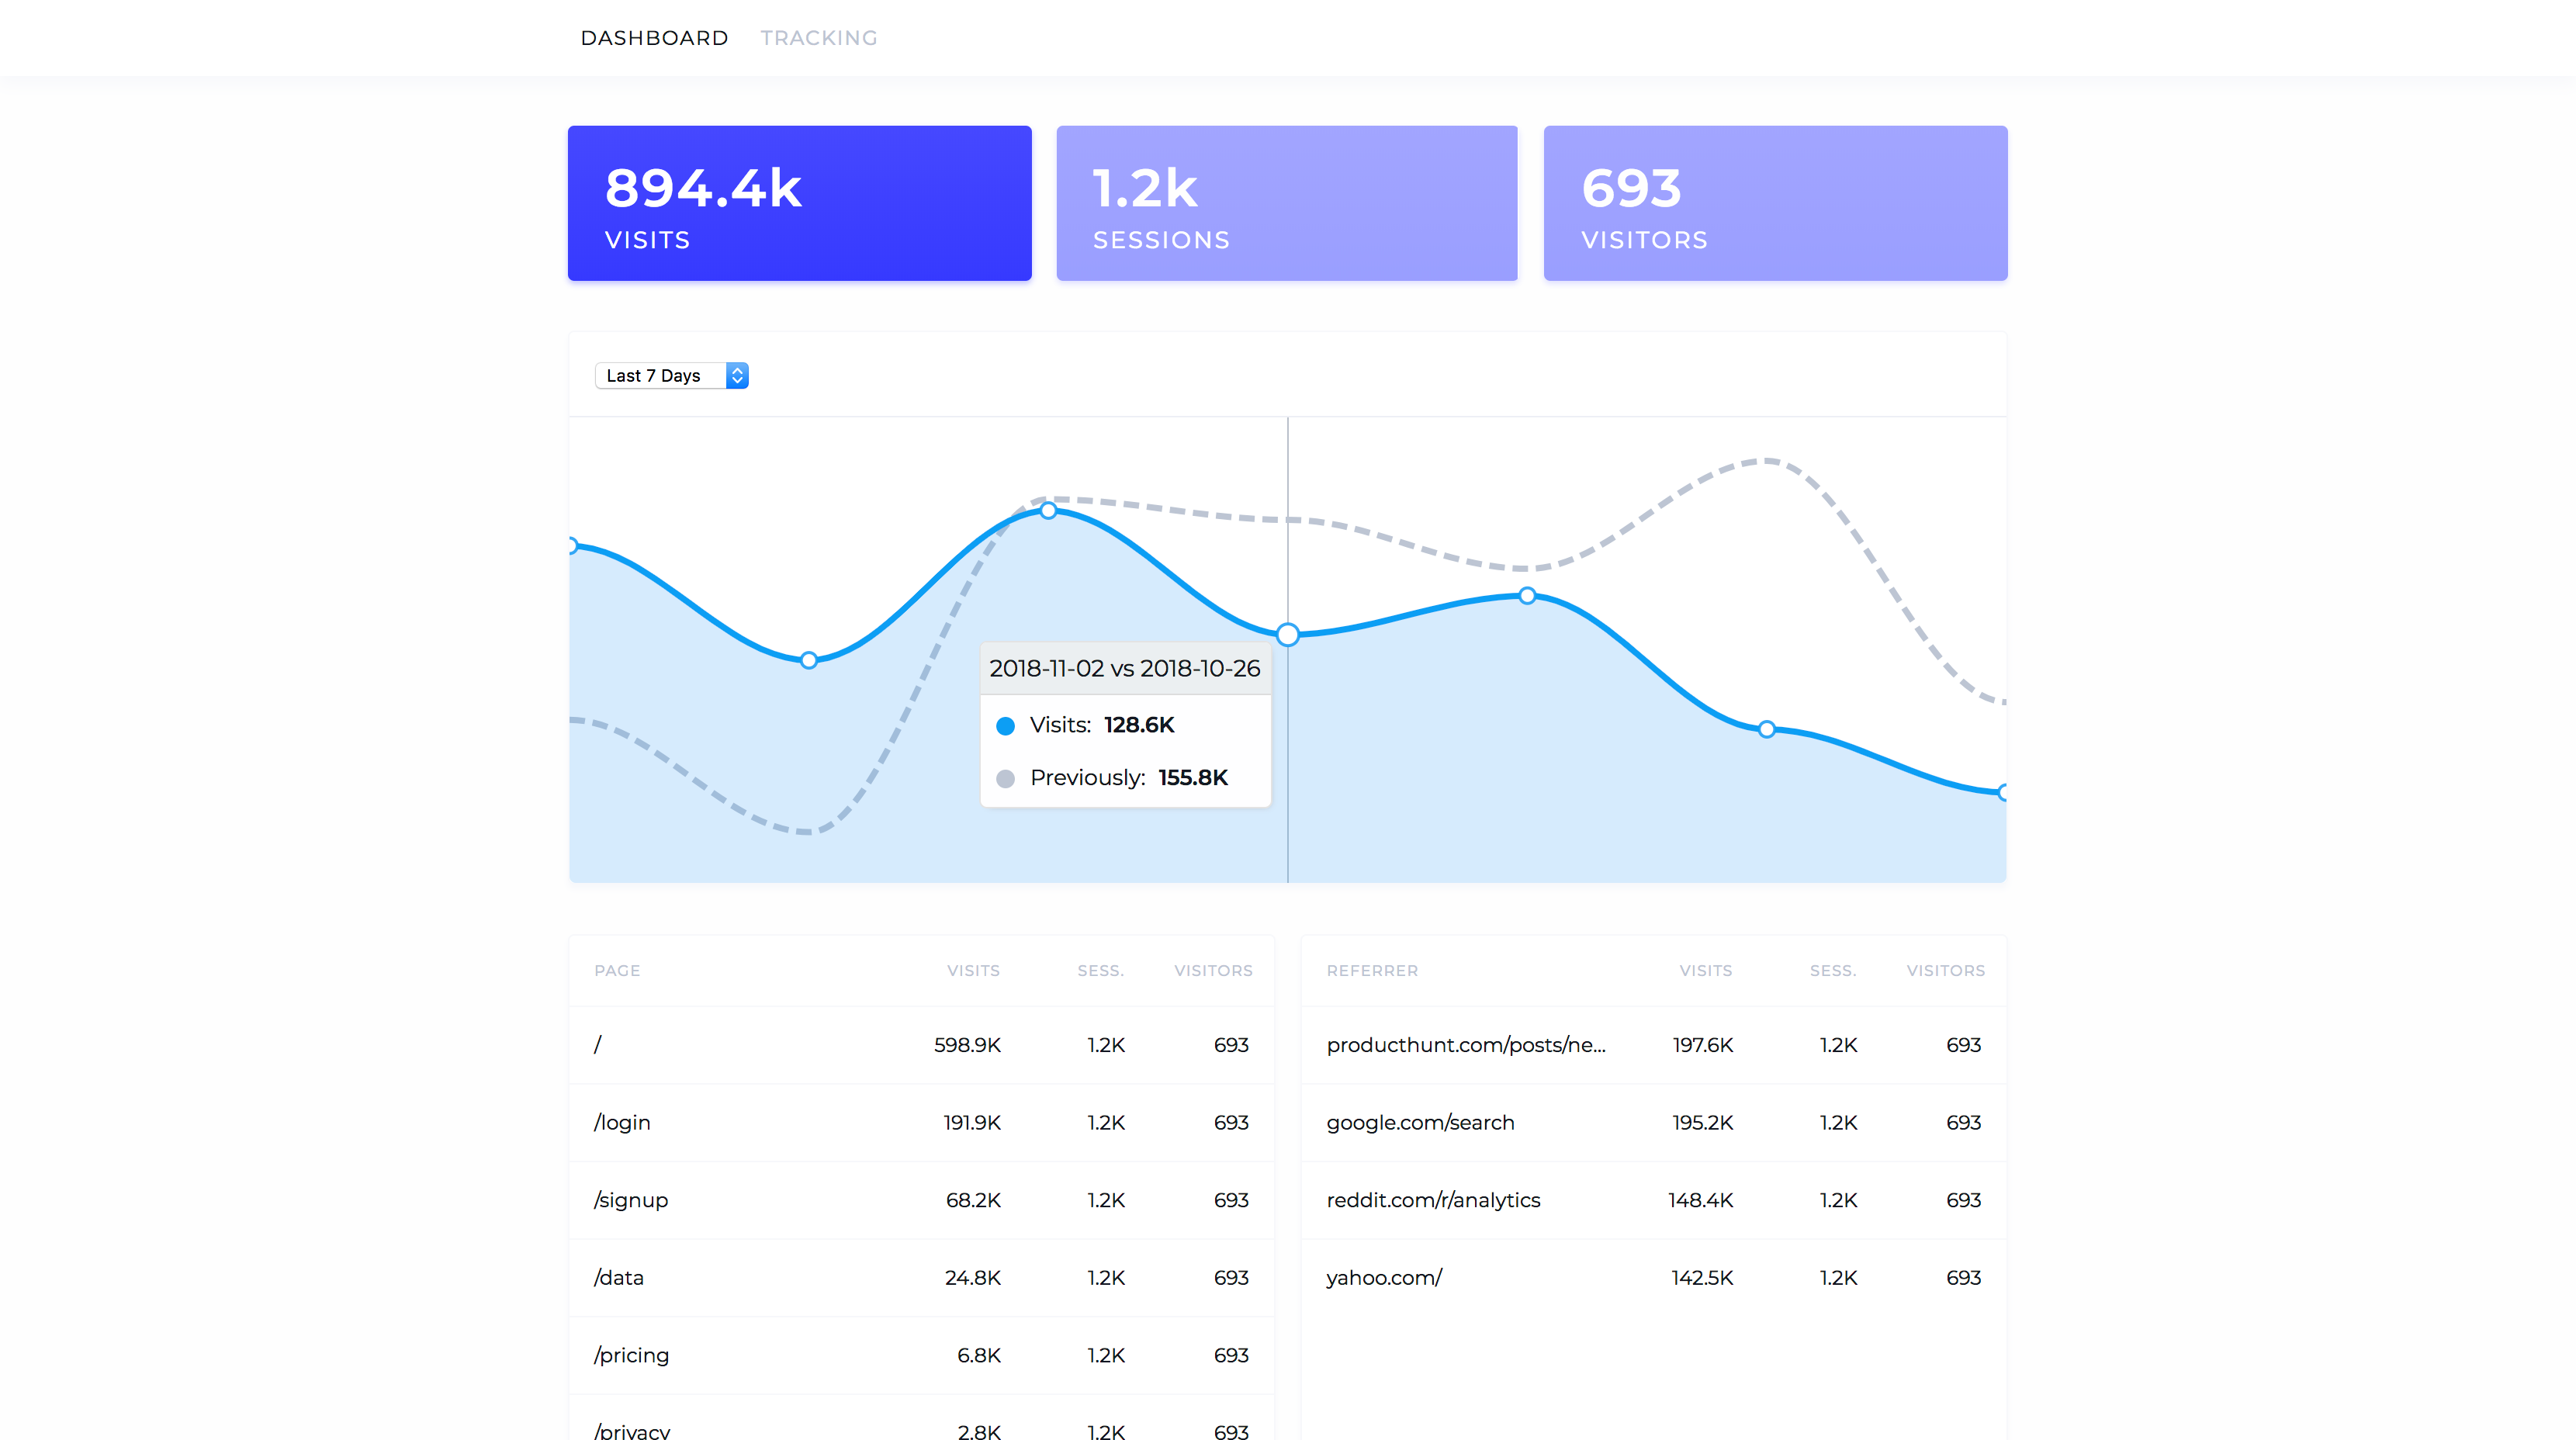 DASHBOARD TRACKING
894.4k 1.2k 693
VISITS SESSIONS VISITORS
Last 7 Days
2018-11-02 vs 2018-10-26
Visits: 128.6K
Previously: 155.8K
PAGE VISITS SESS. VISITORS
/ 598.9K 1.2K 693
/login 191.9K 1.2K 693
/signup 68.2K 1.2K 693
/data 24.8K 1.2K 693
/pricing 6.8K 1.2K 693
/privacy 2.8K 1.2K 693
REFERRER VISITS SESS. VISITORS
producthunt.com/posts/ne... 197.6K 1.2K 693
google.com/search 195.2K 1.2K 693
reddit.com/r/analytics 148.4K 1.2K 693
yahoo.com/ 142.5K 1.2K 693